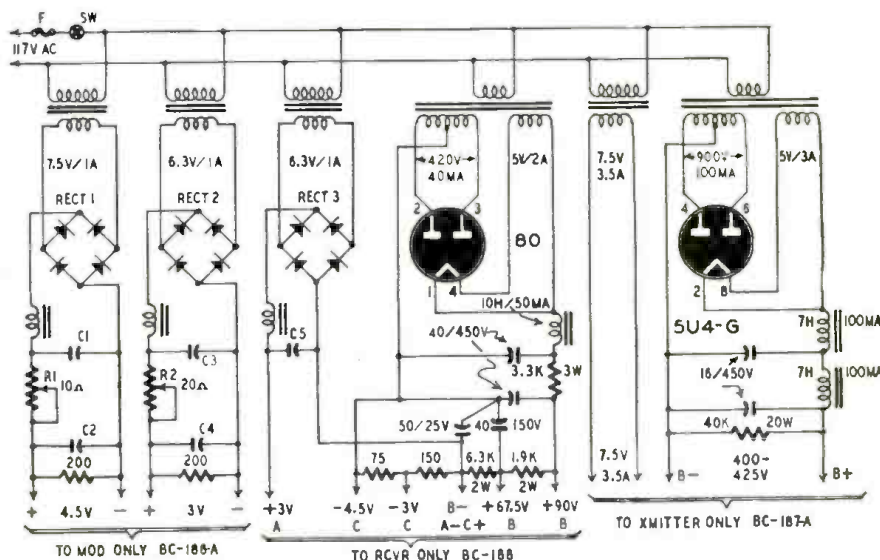 F SW
117V AC
7.5V/1A
6.3V/1A
6.3V/1A
420V
40MA
5V/2A
7.5V
3.5A
900V
100MA
5V/3A
RECT 1
RECT 2
RECT 3
2 3
80
1 4
4 6
2 8
5U4-G
10H/50MA
40/450V
3.3K
3W
7H 100MA
16/450V
7H 100MA
C1
C3
C5
R1
10Ω
R2
20Ω
C2
C4
200
200
50/25V
40 150V
75 150 6.3K 1.9K
2W 2W
40K 20W
400-
425V
7.5V
3.5A
B- B+
+ 4.5V -
+ 3V -
+3V -4.5V -3V B- +67.5V +90V
A C C A-C+ B B
TO MOD ONLY BC-188-A
TO RCVR ONLY BC-188
TO XMITTER ONLY BC-187-A